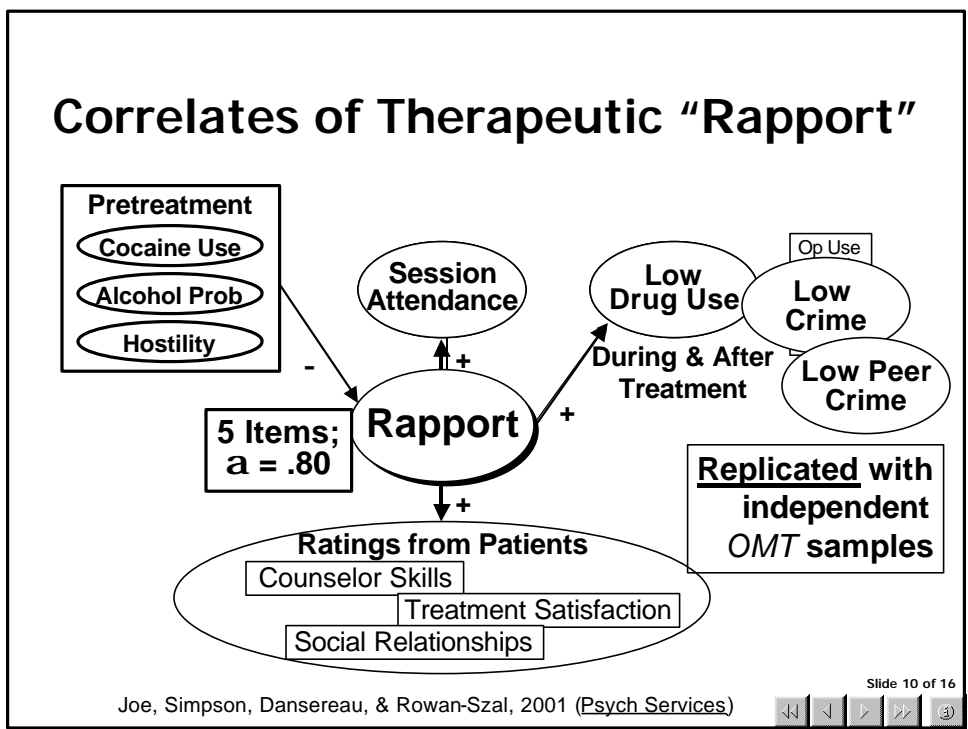 Correlates of Therapeutic “Rapport”
Pretreatment
Cocaine Use
Alcohol Prob
Hostility
-
Session
Attendance
+
Low
Drug Use
Op Use
Low
Crime
Low Peer
Crime
During & After
Treatment
+
Rapport
5 Items;
a = .80
+
Replicated with
independent
OMT samples
Ratings from Patients
Counselor Skills
Treatment Satisfaction
Social Relationships
Joe, Simpson, Dansereau, & Rowan-Szal, 2001 (Psych Services)
Slide 10 of 16